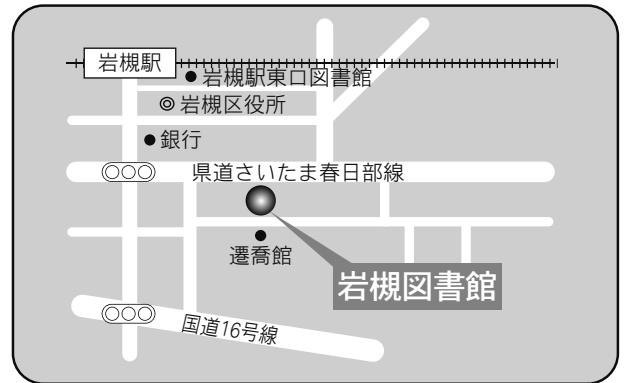 岩槻駅
●岩槻駅東口図書館
◎岩槻区役所
●銀行
県道さいたま春日部線
遷喬館
岩槻図書館
国道16号線